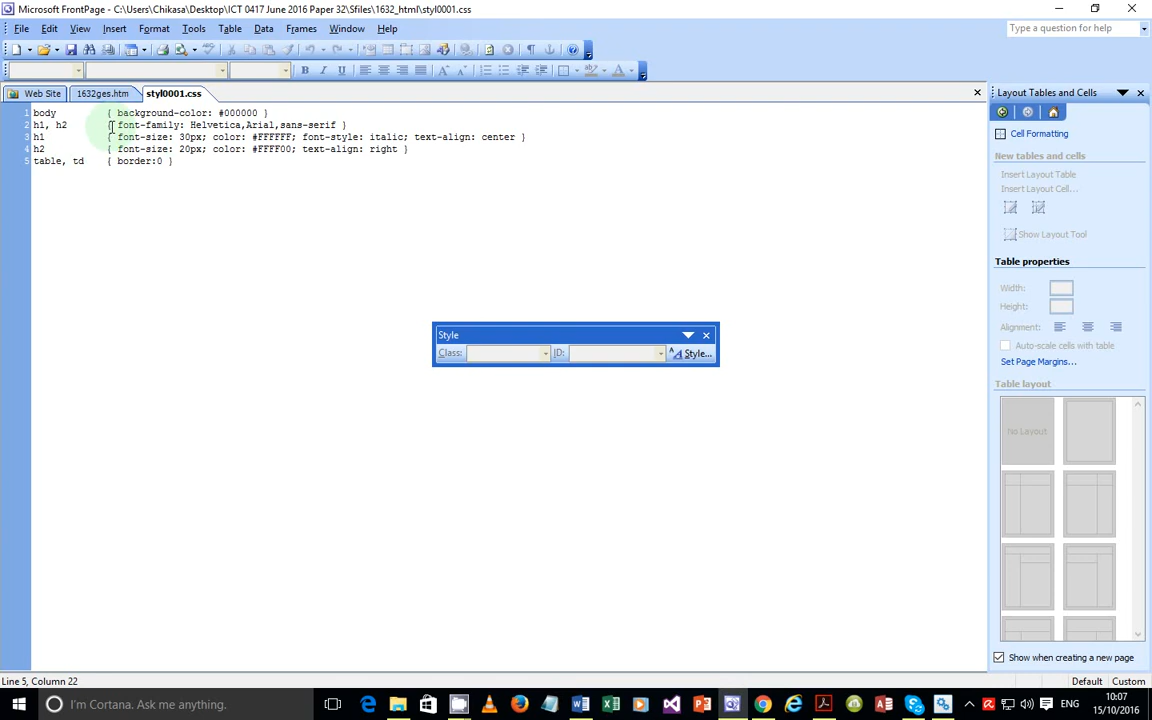 Microsoft FrontPage - C:\Users\Chikasa\Desktop\ICT 0417 June 2016 Paper 32\Sfiles\1632_html\styl0001.css
File Edit View Insert Format Tools Table Data Frames Window Help
Type a question for help
B I U
Web Site 1632ges.htm styl0001.css
1 body { background-color: #000000 }
2 h1, h2 { font-family: Helvetica,Arial,sans-serif }
3 h1 { font-size: 30px; color: #FFFFFF; font-style: italic; text-align: center }
4 h2 { font-size: 20px; color: #FFFF00; text-align: right }
5 table, td { border:0 }
Style
Class: ID: Style...
Layout Tables and Cells
Cell Formatting
New tables and cells
Insert Layout Table
Insert Layout Cell...
Show Layout Tool
Table properties
Width:
Height:
Alignment:
Auto-scale cells with table
Set Page Margins...
Table layout
No Layout
Show when creating a new page
Line 5, Column 22
Default Custom
I'm Cortana. Ask me anything.
ENG
10:07
15/10/2016